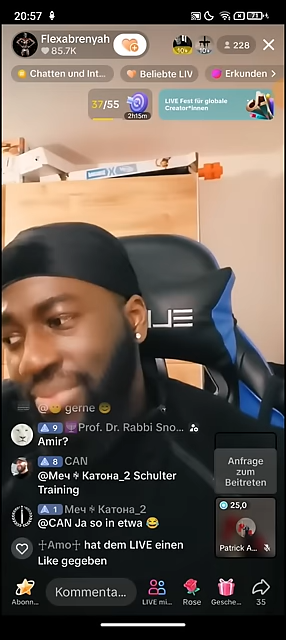 20:57
71
Flexabrenyah
85.7K
10+
10+
228
Chatten und Int...
Beliebte LIV
Erkunden
37/55
2h15m
LIVE Fest für globale
Creator*innen
@😊 gerne 😊
9 Prof. Dr. Rabbi Sno...
Amir?
8 CAN
@Меч Катона_2 Schulter
Training
1 Меч Катона_2
@CAN Ja so in etwa 😂
Anfrage
zum
Beitreten
25,0
Patrick A...
☩Amo☩ hat dem LIVE einen
Like gegeben
Abonn...
Kommenta...
LIVE mi...
Rose
Gesche...
35